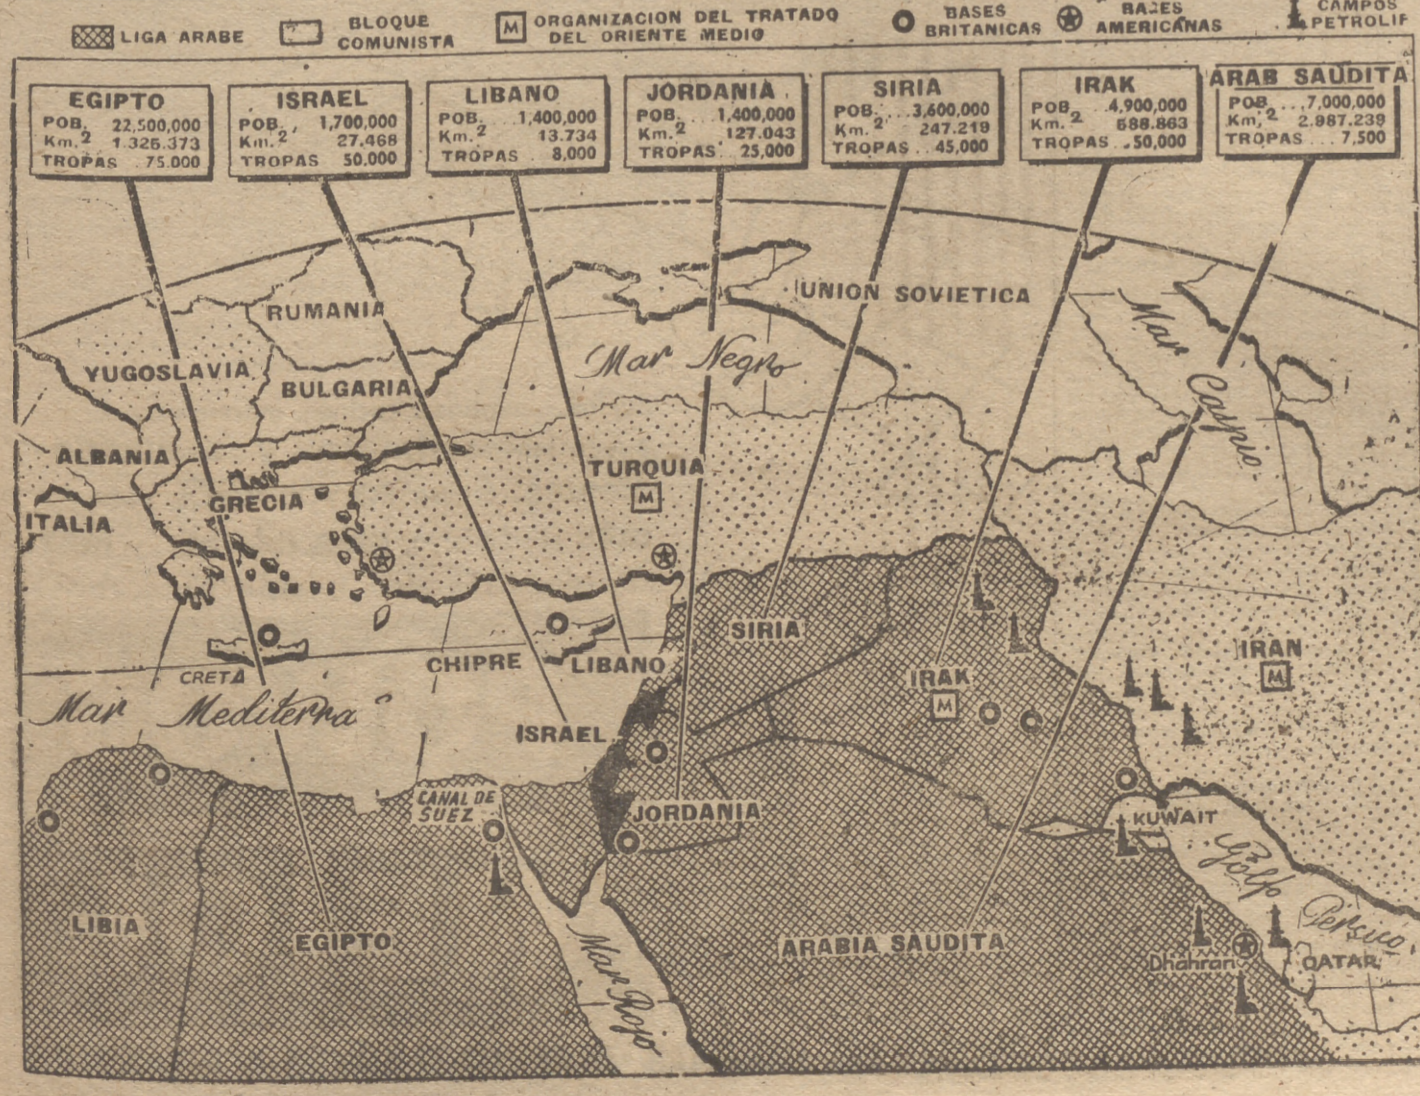 LIGA ARABE
BLOQUE
COMUNISTA
M ORGANIZACION DEL TRATADO
DEL ORIENTE MEDIO
BASES
BRITANICAS
BASES
AMERICANAS
CAMPOS
PETROLIF
EGIPTO
POB. 22,500,000
Km.² 1.326.373
TROPAS 75.000
ISRAEL
POB. 1,700,000
Km.² 27.468
TROPAS 50.000
LIBANO
POB. 1,400,000
Km.² 13.734
TROPAS 8,000
JORDANIA
POB. 1,400,000
Km.² 127.043
TROPAS 25,000
SIRIA
POB. 3,600,000
Km.² 247.219
TROPAS 45,000
IRAK
POB. 4,900,000
Km.²
TROPAS 50,000
ARAB SAUDITA
POB. 7,000,000
Km.² 2.987.239
TROPAS 7,500
RUMANIA
UNION SOVIETICA
Mar
Caspio
YUGOSLAVIA
BULGARIA
Mar Negro
ALBANIA
GRECIA
TURQUIA
M
ITALIA
SIRIA
IRAN
M
CRETA
CHIPRE
LIBANO
IRAK
M
Mar Mediterra
ISRAEL
CANAL DE
SUEZ
JORDANIA
KUWAIT
Golfo
Persico
LIBIA
EGIPTO
ARABIA SAUDITA
Dhahran
QATAR
Mar Rojo